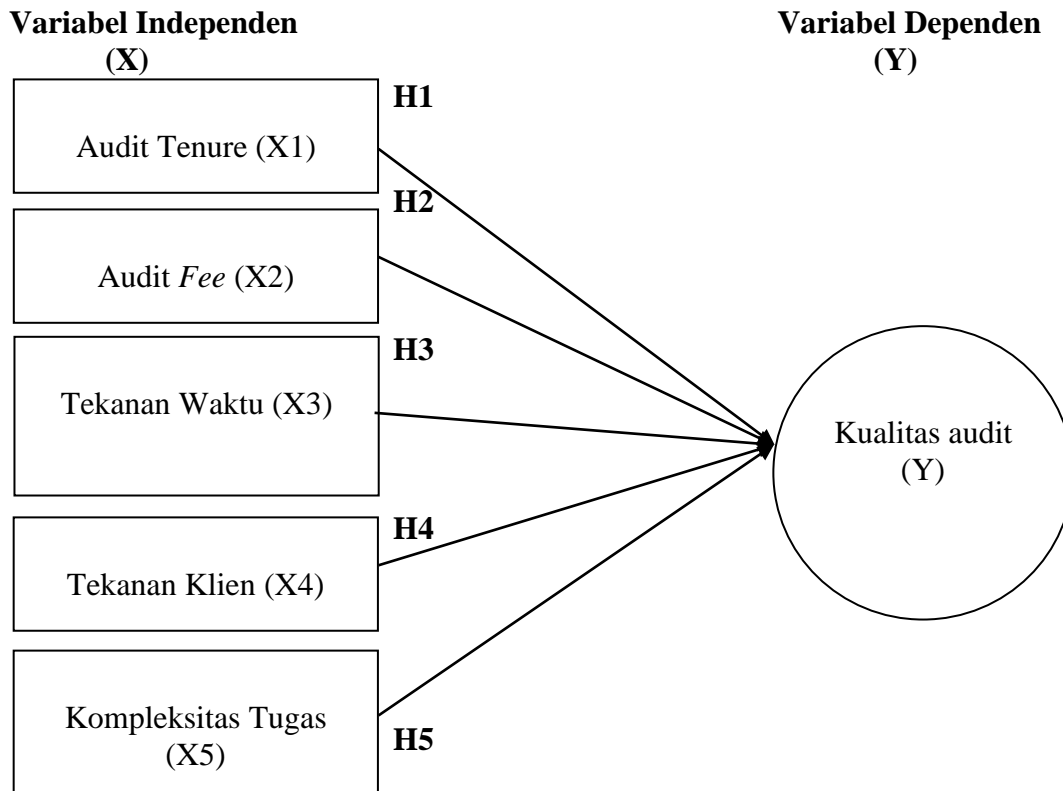 Variabel Independen
(X)
Variabel Dependen
(Y)
H1
Audit Tenure (X1)
H2
Audit Fee (X2)
H3
Tekanan Waktu (X3)
Kualitas audit
(Y)
H4
Tekanan Klien (X4)
Kompleksitas Tugas
(X5)
H5